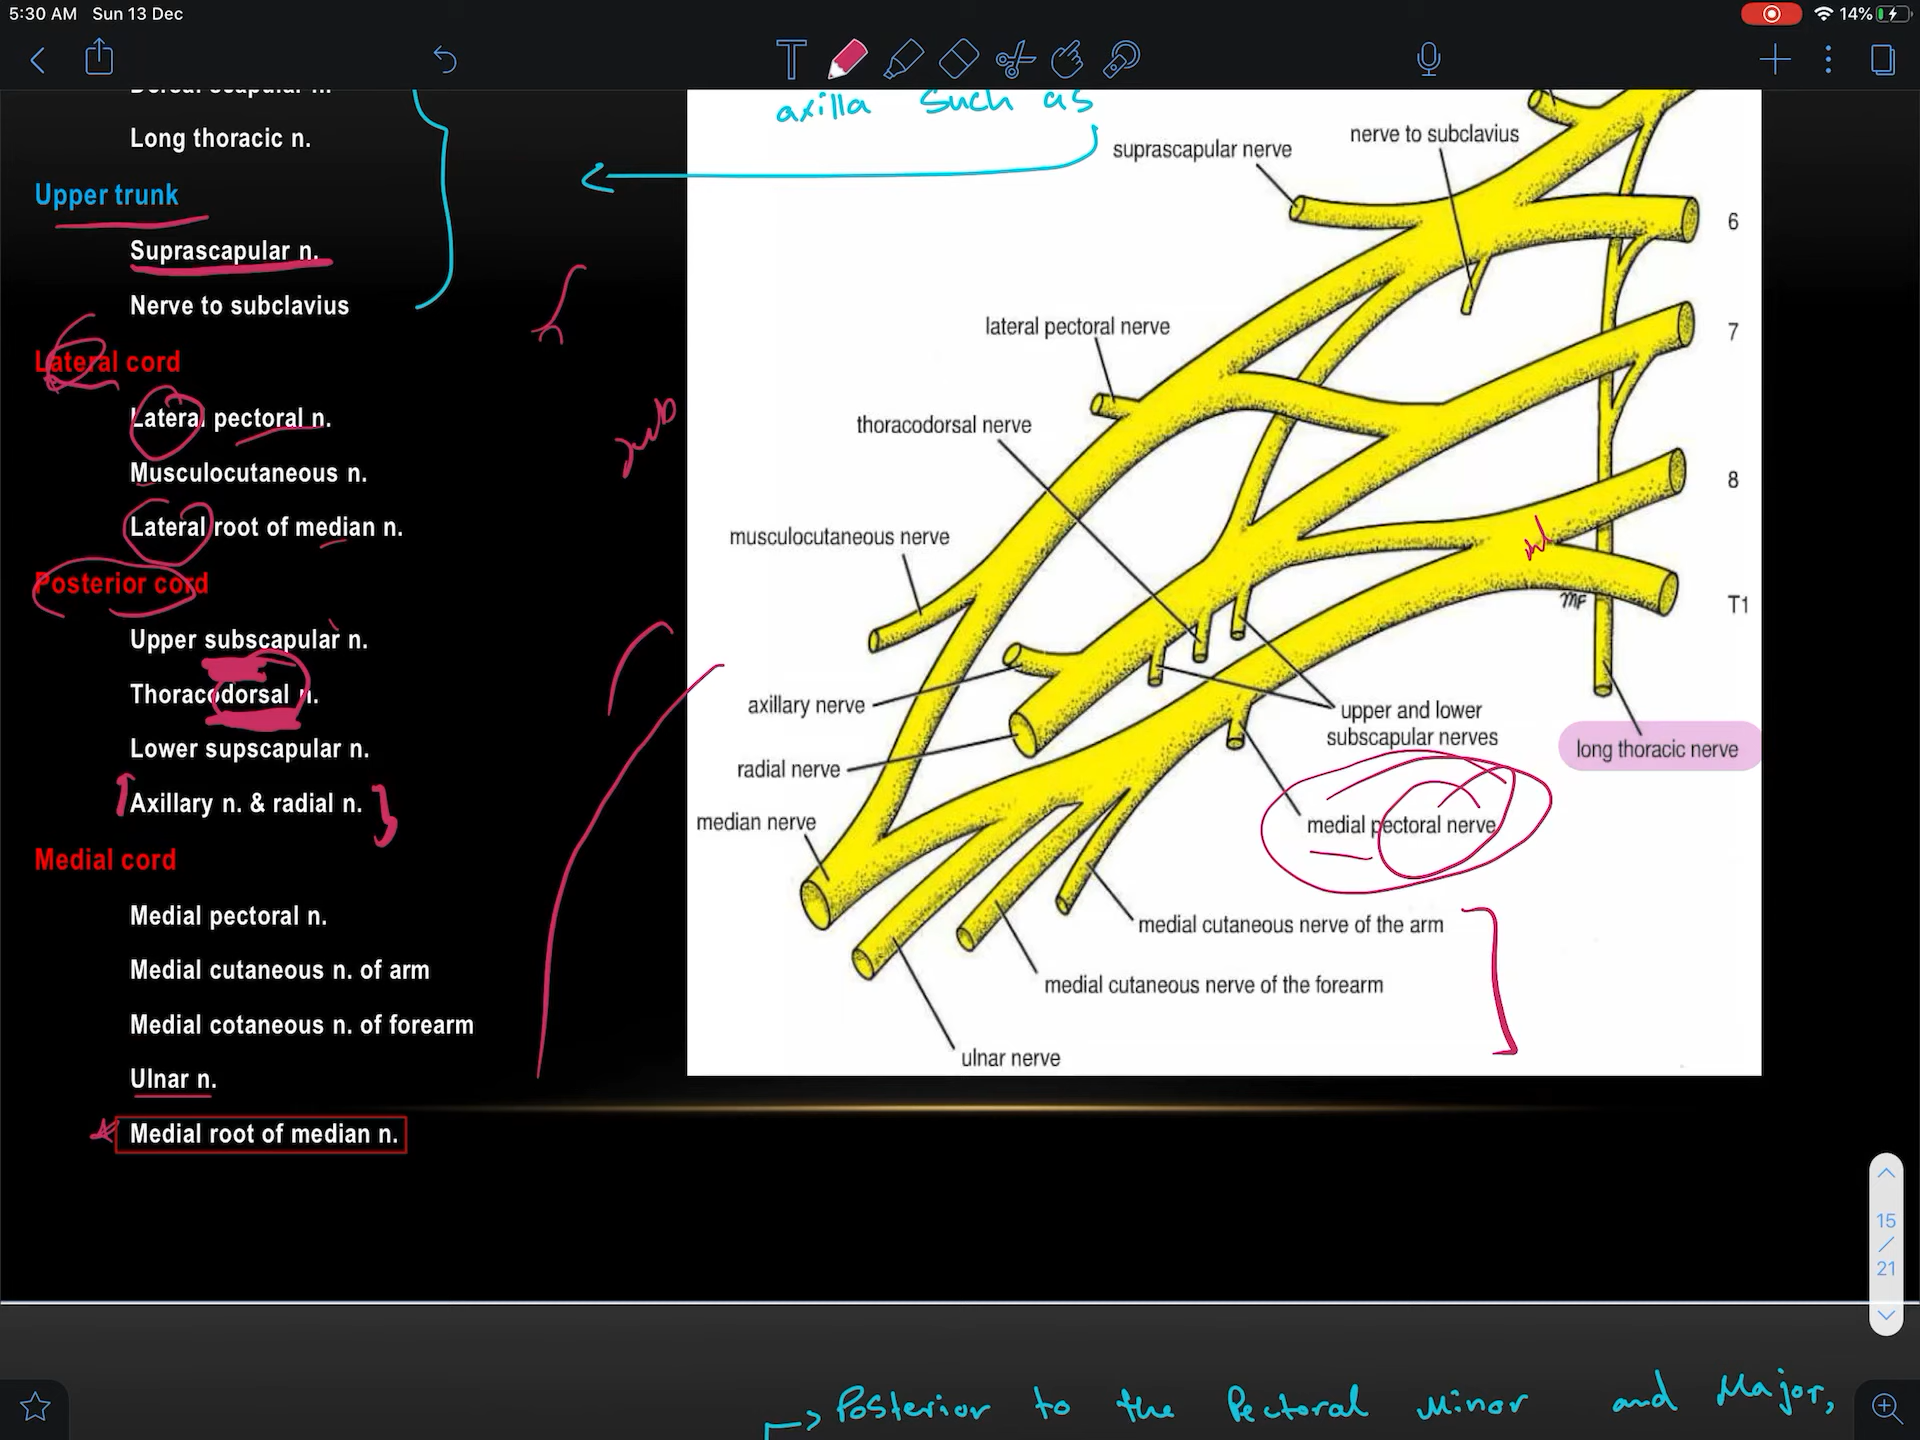 5:30 AM Sun 13 Dec
14%
axilla such as
Long thoracic n.
Upper trunk
Suprascapular n.
Nerve to subclavius
Lateral cord
Lateral pectoral n.
Musculocutaneous n.
Lateral root of median n.
Posterior cord
Upper subscapular n.
Thoracodorsal n.
Lower supscapular n.
Axillary n. & radial n.
Medial cord
Medial pectoral n.
Medial cutaneous n. of arm
Medial cotaneous n. of forearm
Ulnar n.
Medial root of median n.
suprascapular nerve
nerve to subclavius
6
lateral pectoral nerve
7
thoracodorsal nerve
8
musculocutaneous nerve
MF
T1
axillary nerve
upper and lower
subscapular nerves
long thoracic nerve
radial nerve
median nerve
medial pectoral nerve
medial cutaneous nerve of the arm
medial cutaneous nerve of the forearm
ulnar nerve
15
/
21
Posterior to the Pectoral Minor and Major,